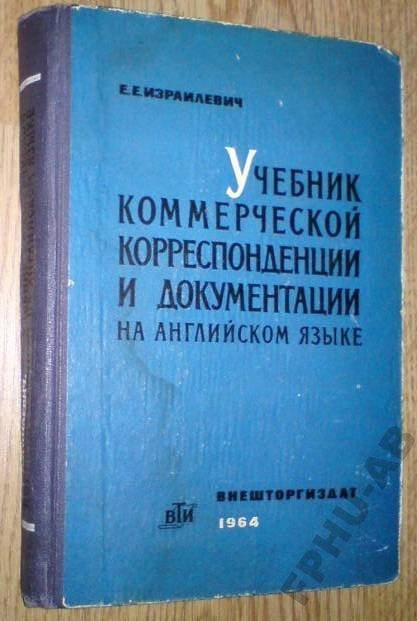 Е.Е.ИЗРАИЛЕВИЧ
УЧЕБНИК
КОММЕРЧЕСКОЙ
КОРРЕСПОНДЕНЦИИ
И ДОКУМЕНТАЦИИ
НА АНГЛИЙСКОМ ЯЗЫКЕ
ВНЕШТОРГИЗДАТ
ВТИ
1964